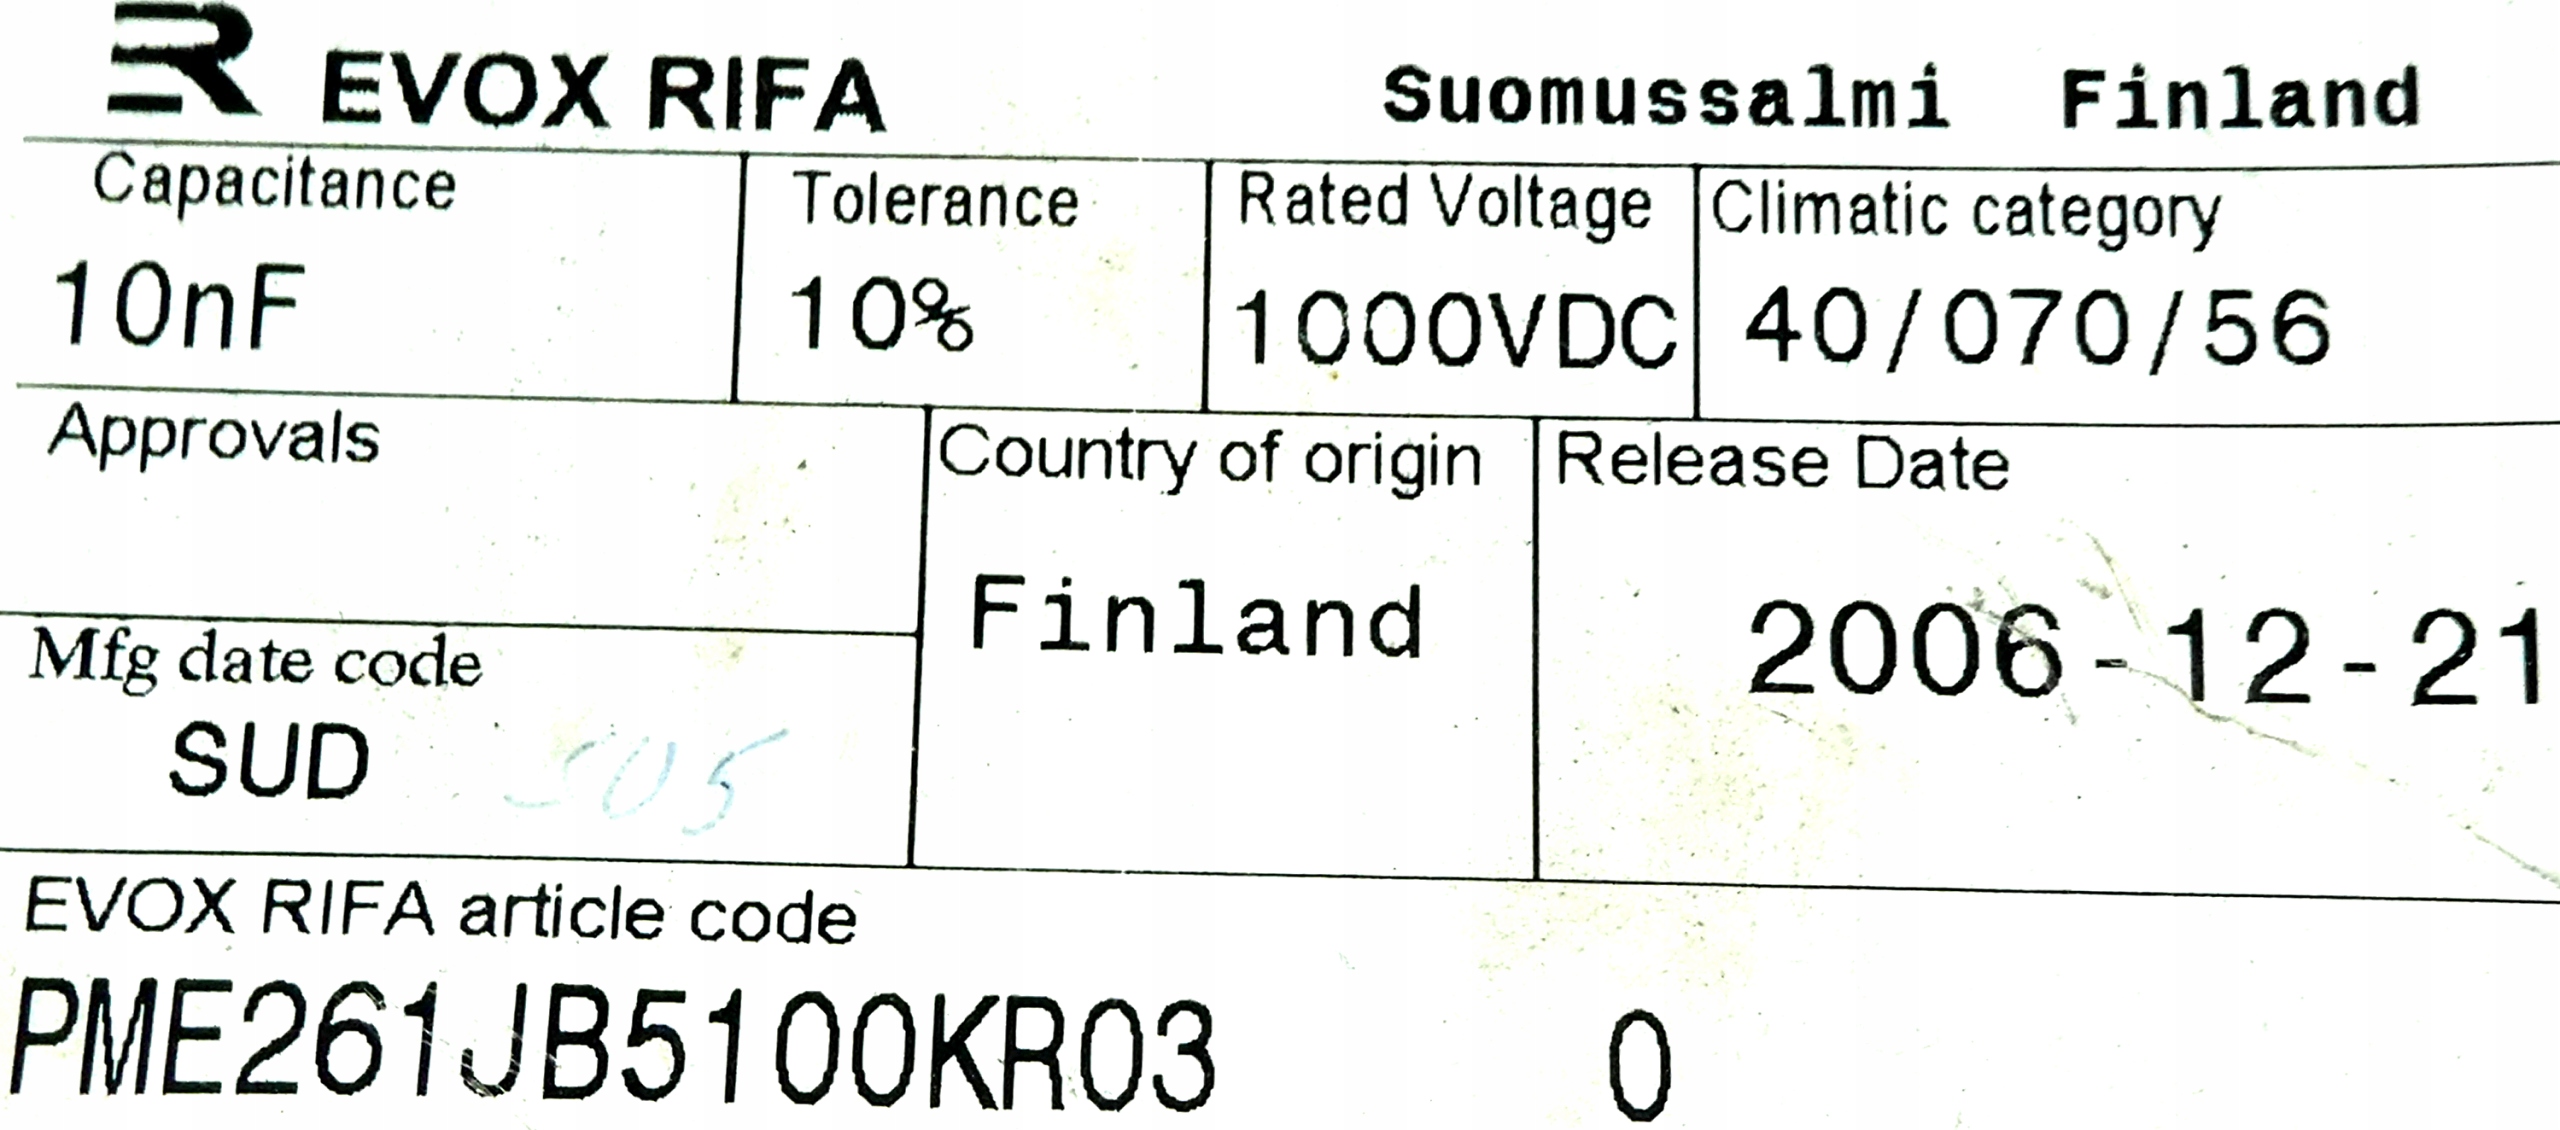 ER EVOX RIFA Suomussalmi Finland
Capacitance Tolerance Rated Voltage Climatic category
10nF 10% 1000VDC 40/070/56
Approvals Country of origin Release Date
Finland 2006-12-21
Mfg date code
SUD 505
EVOX RIFA article code
PME261JB5100KR03 0